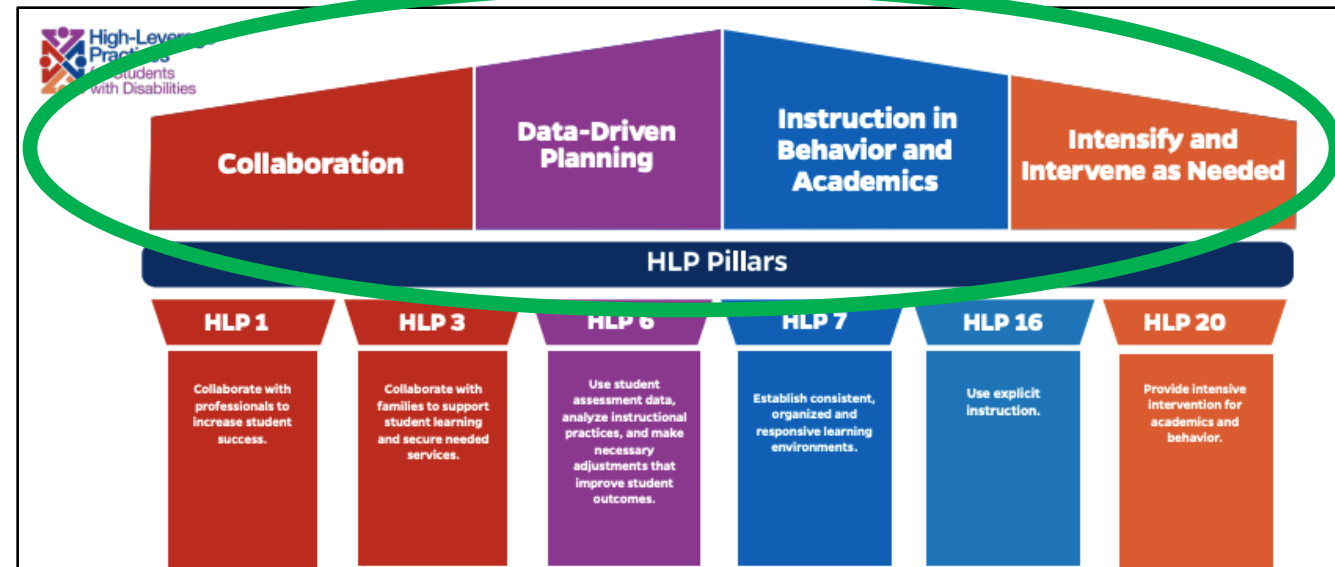 High-Leverage
Practices
Students
with Disabilities
Collaboration
Data-Driven
Planning
Instruction in
Behavior and
Academics
Intensify and
Intervene as Needed
HLP Pillars
HLP 1
HLP 3
HLP 6
HLP 7
HLP 16
HLP 20
Collaborate with
professionals to
increase student
success.
Collaborate with
families to support
student learning
and secure needed
services.
Use student
assessment data,
analyze instructional
practices, and make
necessary
adjustments that
improve student
outcomes.
Establish consistent,
organized and
responsive learning
environments.
Use explicit
instruction.
Provide intensive
intervention for
academics and
behavior.